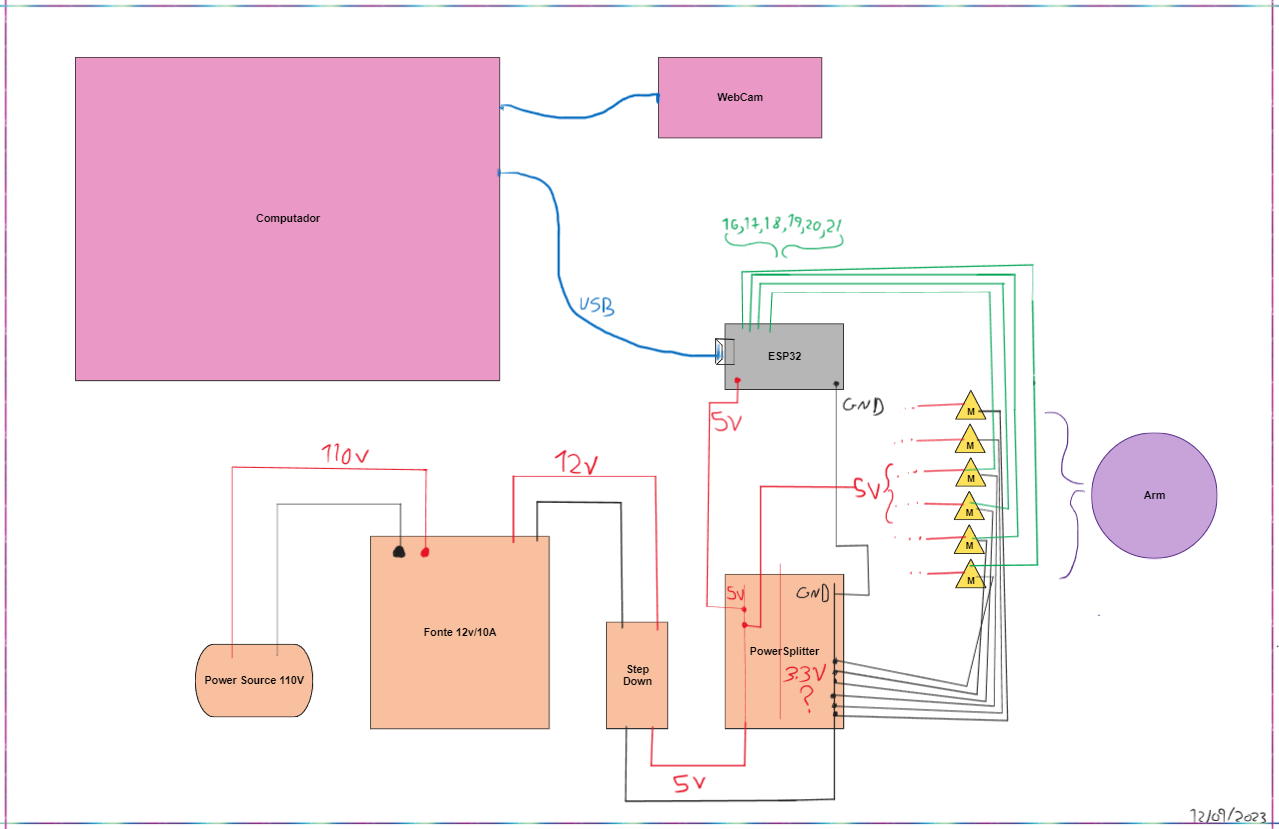 WebCam
Computador
16,17,18,19,20,21
USB
ESP32
GND
5V
M
M
M
M
M
M
5V
Arm
110v
12V
5V
GND
Fonte 12v/10A
Step
Down
PowerSplitter
3.3V
?
Power Source 110V
5V
12/09/2023